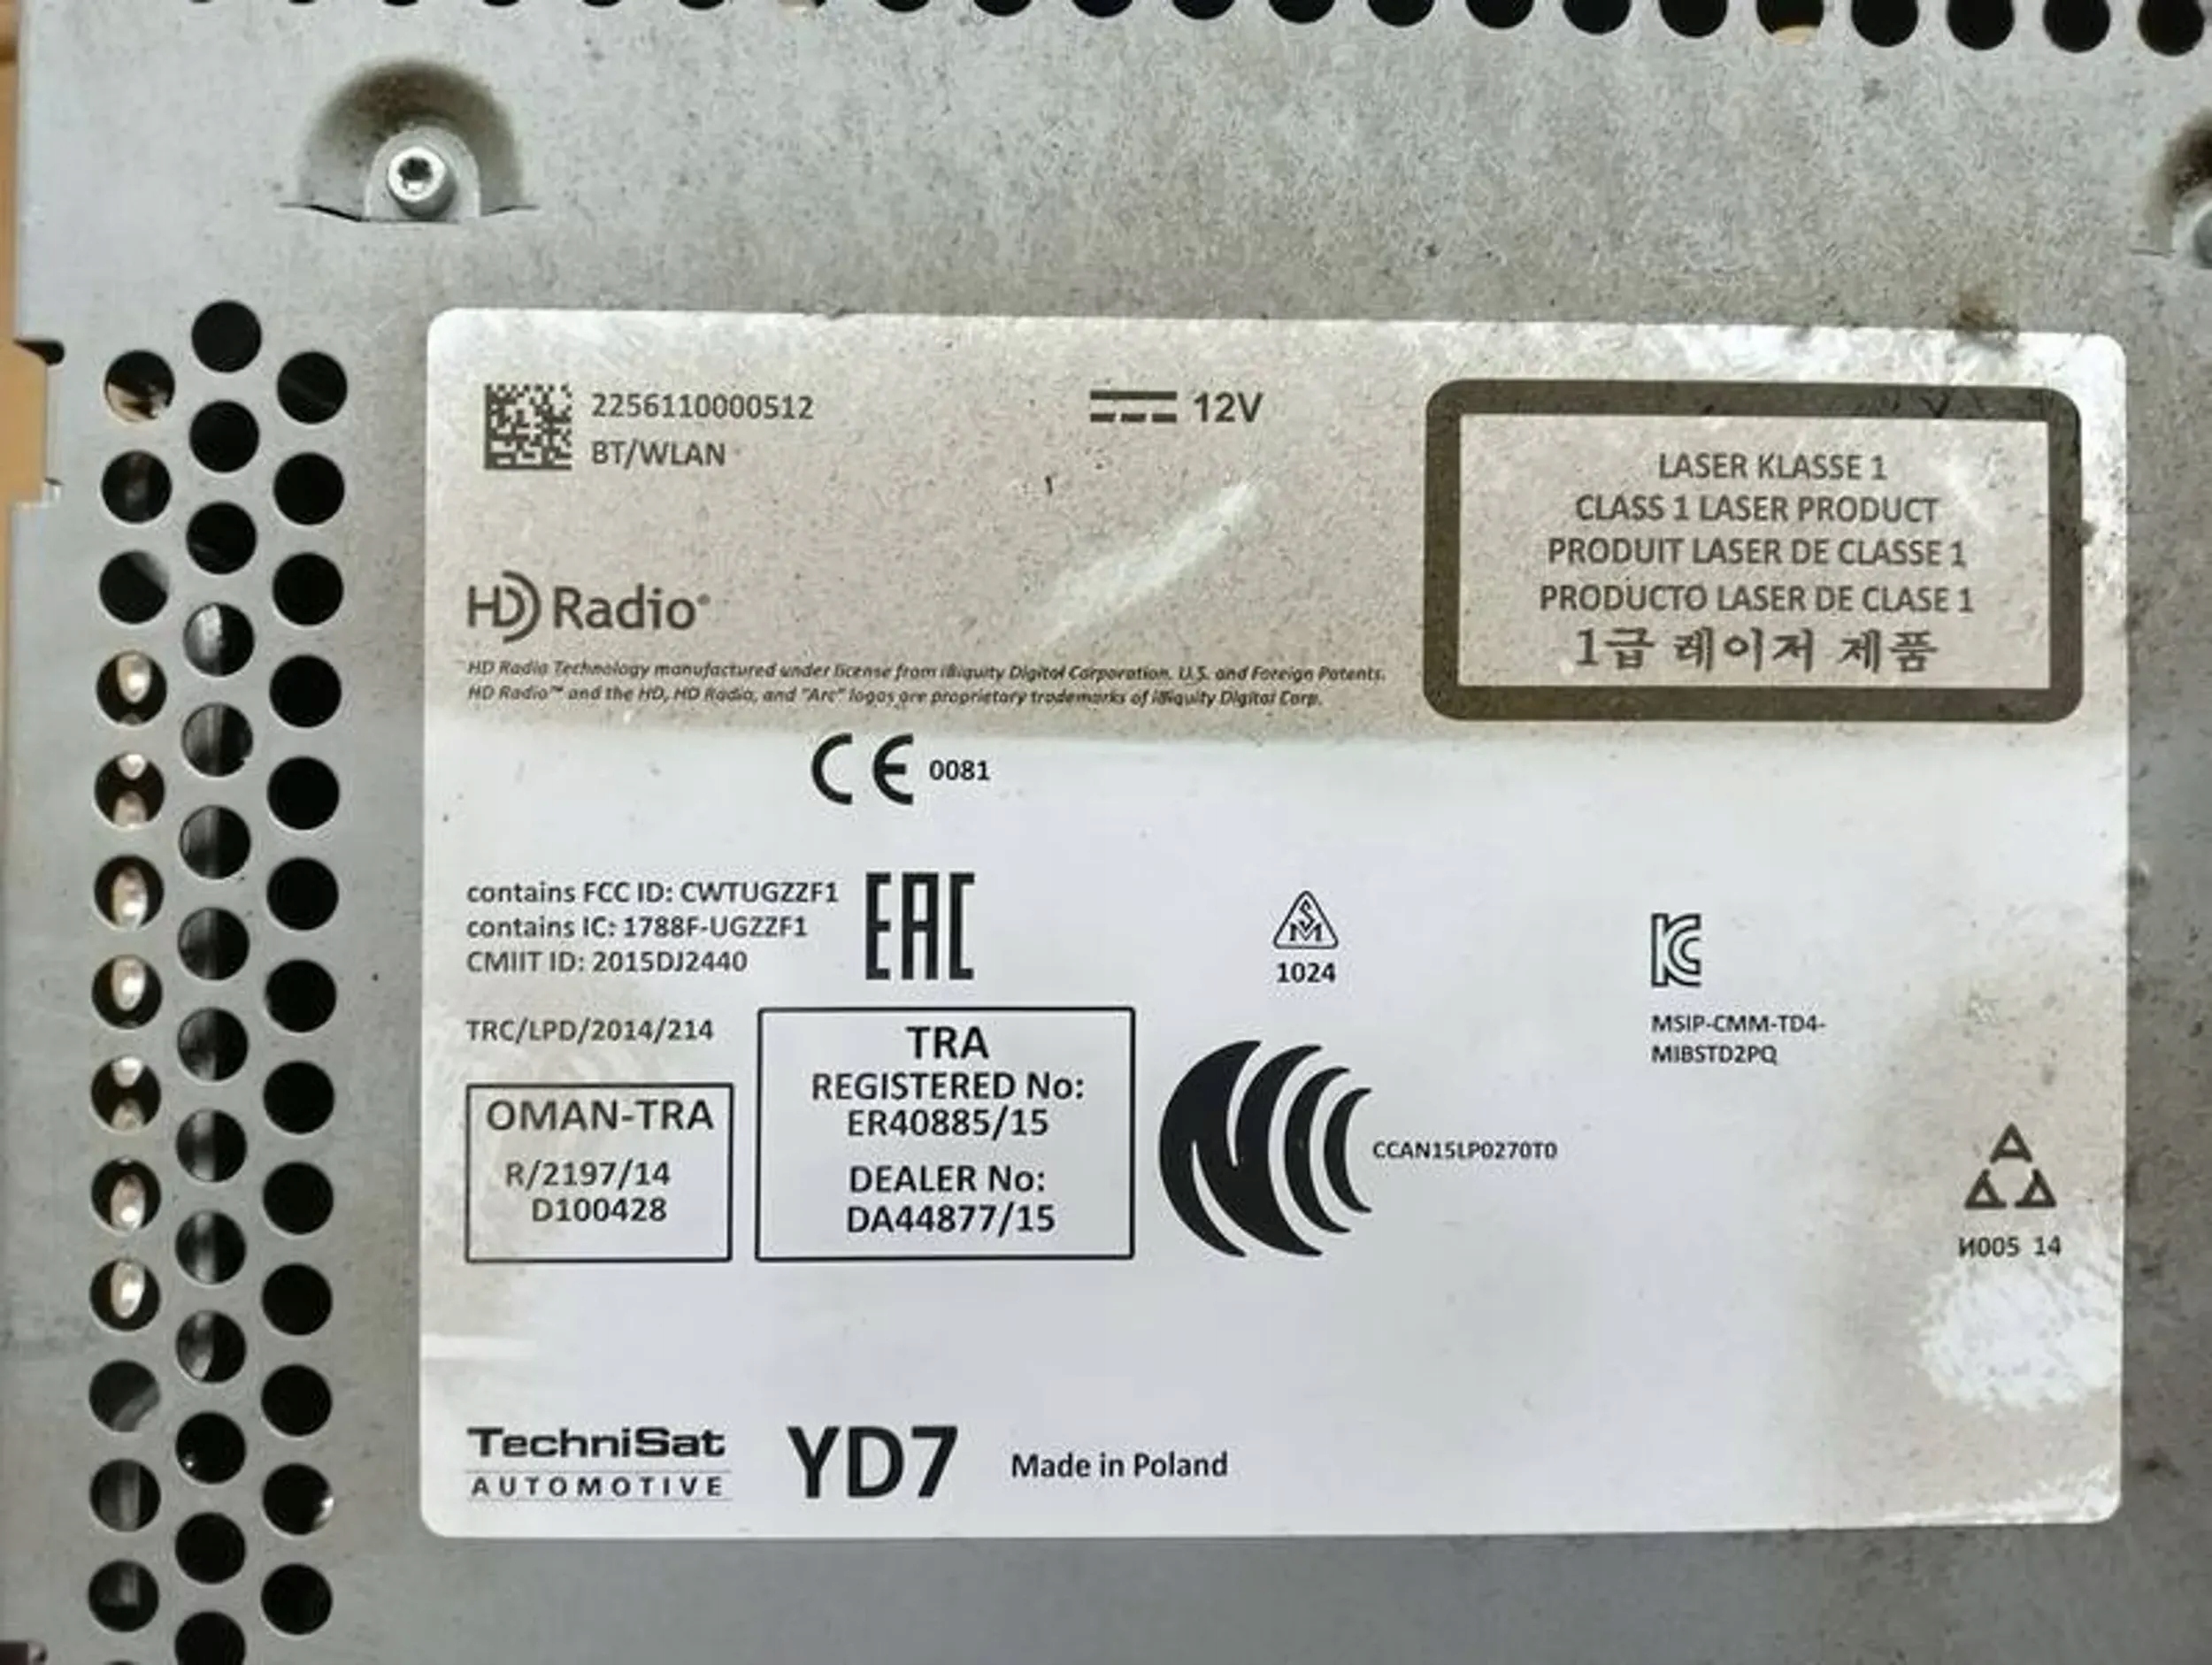 2256110000512
BT/WLAN
12V
LASER KLASSE 1
CLASS 1 LASER PRODUCT
PRODUIT LASER DE CLASSE 1
PRODUCTO LASER DE CLASE 1
1급 레이저 제품
HD Radio®
HD Radio Technology manufactured under license from iBiquity Digital Corporation. U.S. and Foreign Patents.
HD Radio™ and the HD, HD Radio, and "Arc" logos are proprietary trademarks of iBiquity Digital Corp.
CE 0081
contains FCC ID: CWTUGZZF1
contains IC: 1788F-UGZZF1
CMIIT ID: 2015DJ2440
EAC
SM
1024
KC
MSIP-CMM-TD4-
MIBSTD2PQ
TRC/LPD/2014/214
OMAN-TRA
R/2197/14
D100428
TRA
REGISTERED No:
ER40885/15
DEALER No:
DA44877/15
NCC
CCAN15LP0270T0
И005 14
TechniSat
AUTOMOTIVE
YD7
Made in Poland